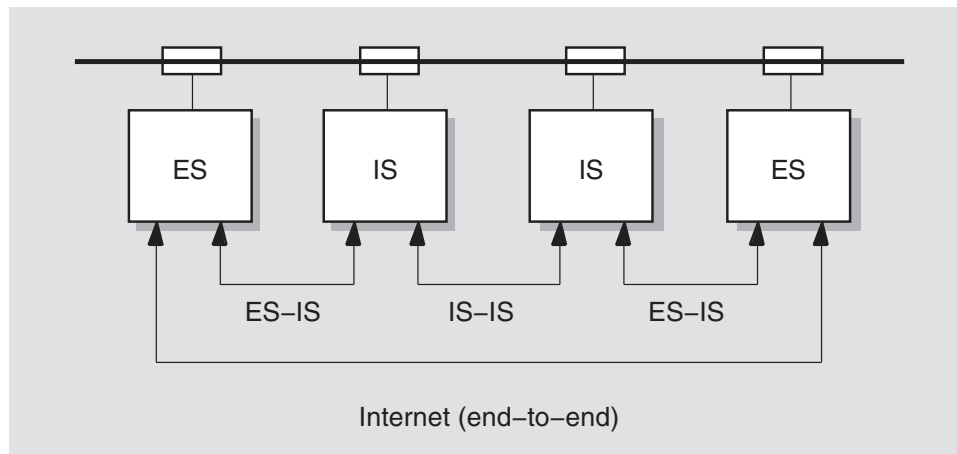 ES IS IS ES
ES–IS IS–IS ES–IS
Internet (end–to–end)